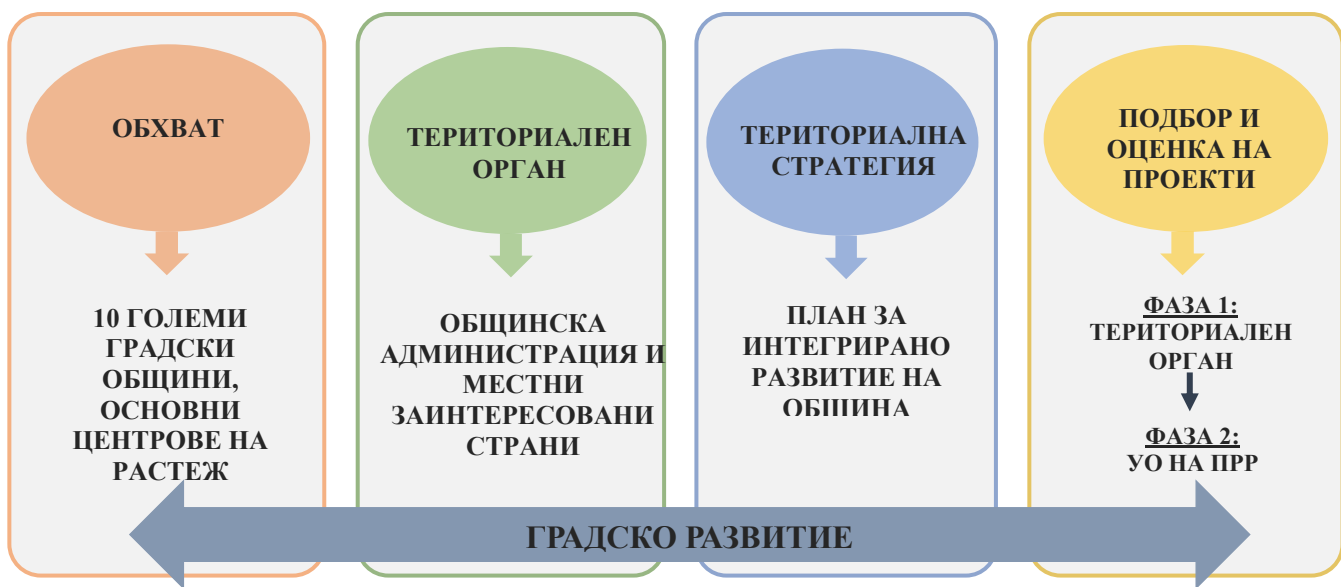 ОБХВАТ
10 ГОЛЕМИ
ГРАДСКИ
ОБЩИНИ,
ОСНОВНИ
ЦЕНТРОВЕ НА
РАСТЕЖ
ТЕРИТОРИАЛЕН
ОРГАН
ОБЩИНСКА
АДМИНИСТРАЦИЯ И
МЕСТНИ
ЗАИНТЕРЕСОВАНИ
СТРАНИ
ТЕРИТОРИАЛНА
СТРАТЕГИЯ
ПЛАН ЗА
ИНТЕГРИРАНО
РАЗВИТИЕ НА
ОБЩИНА
ПОДБОР И
ОЦЕНКА НА
ПРОЕКТИ
ФАЗА 1:
ТЕРИТОРИАЛЕН
ОРГАН
ФАЗА 2:
УО НА ПРР
ГРАДСКО РАЗВИТИЕ